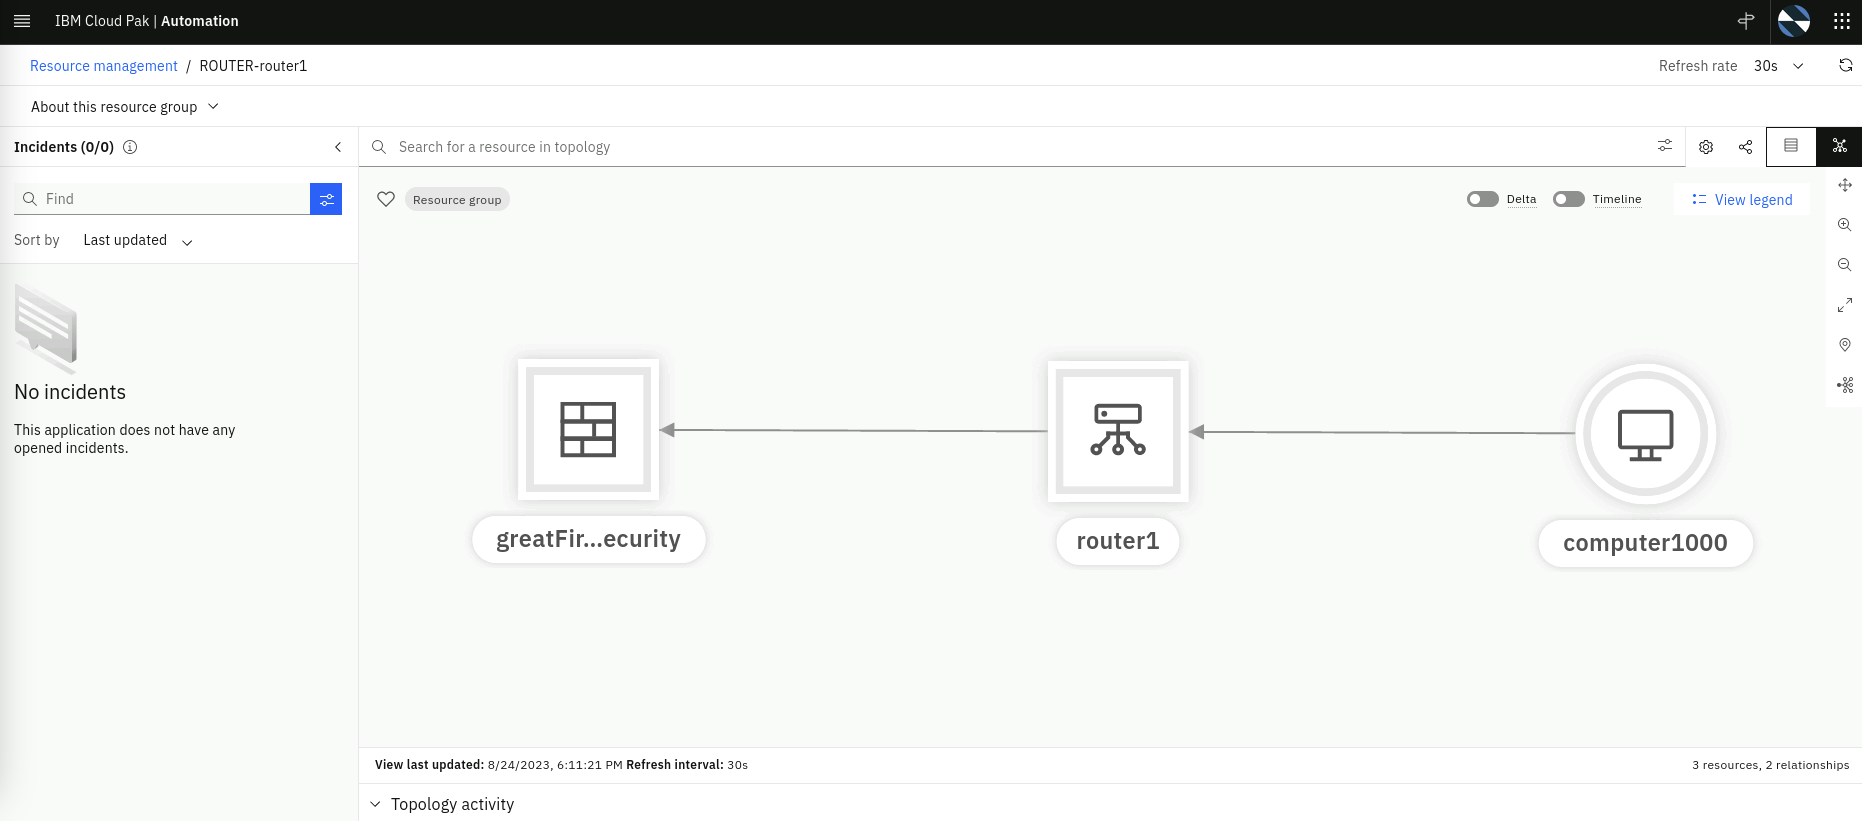 IBM Cloud Pak | Automation
Resource management / ROUTER-router1
Refresh rate 30s
About this resource group
Incidents (0/0)
Search for a resource in topology
Find
Resource group
Delta
Timeline
View legend
Sort by Last updated
No incidents
This application does not have any
opened incidents.
greatFir...ecurity
router1
computer1000
View last updated: 8/24/2023, 6:11:21 PM Refresh interval: 30s
3 resources, 2 relationships
Topology activity